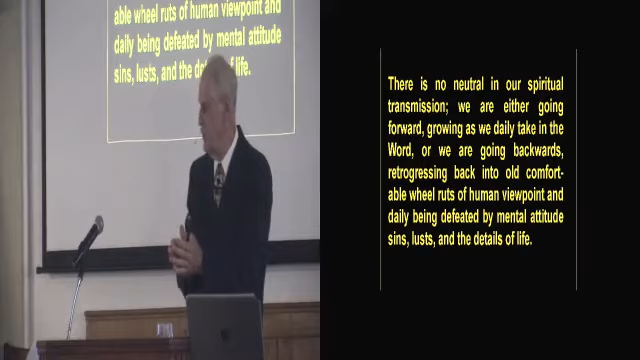 able wheel ruts of human viewpoint and
daily being defeated by mental attitude
sins, lusts, and the details of life.
There is no neutral in our spiritual
transmission; we are either going
forward, growing as we daily take in the
Word, or we are going backwards,
retrogressing back into old comfort-
able wheel ruts of human viewpoint and
daily being defeated by mental attitude
sins, lusts, and the details of life.